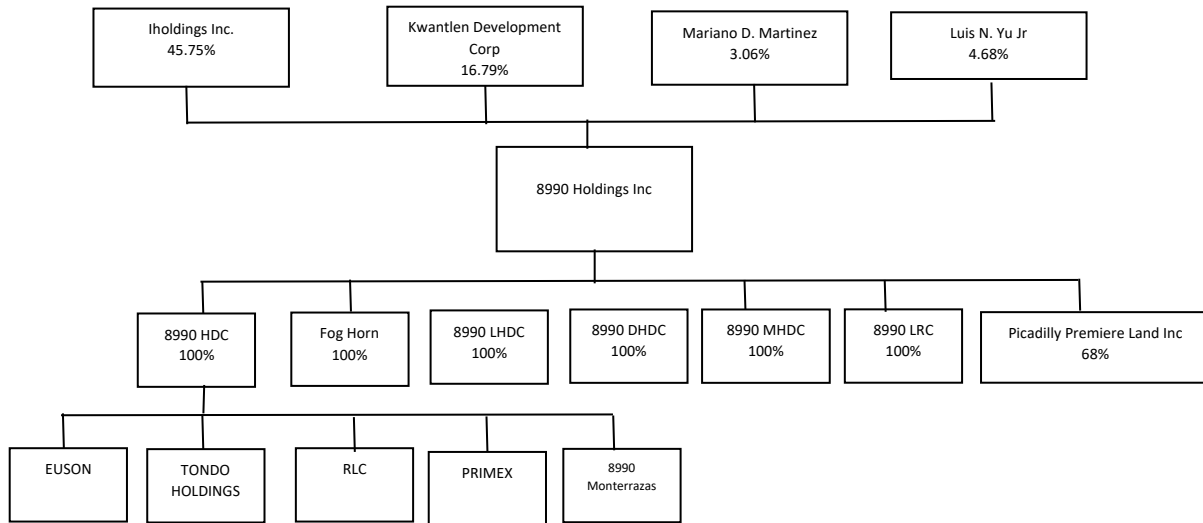 Iholdings Inc.
45.75%
Kwantlen Development
Corp
16.79%
Mariano D. Martinez
3.06%
Luis N. Yu Jr
4.68%
8990 Holdings Inc
8990 HDC
100%
Fog Horn
100%
8990 LHDC
100%
8990 DHDC
100%
8990 MHDC
100%
8990 LRC
100%
Picadilly Premiere Land Inc
68%
EUSON
TONDO
HOLDINGS
RLC
PRIMEX
8990
Monterrazas